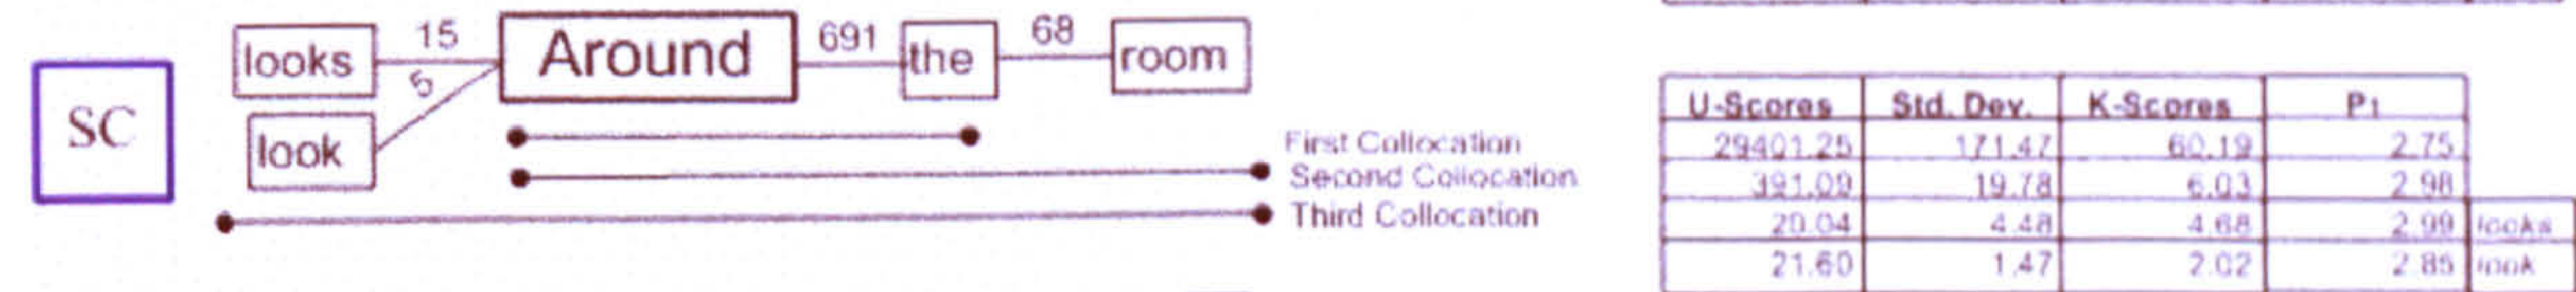 SC
looks 15 Around 691 the 68 room
5
look
First Collocation
Second Collocation
Third Collocation
U-Scores Std. Dev. K-Scores P1
29401.25 171.47 60.19 2.75
391.09 19.78 6.03 2.98
20.04 4.48 4.68 2.99 looks
21.60 1.47 2.02 2.85 look